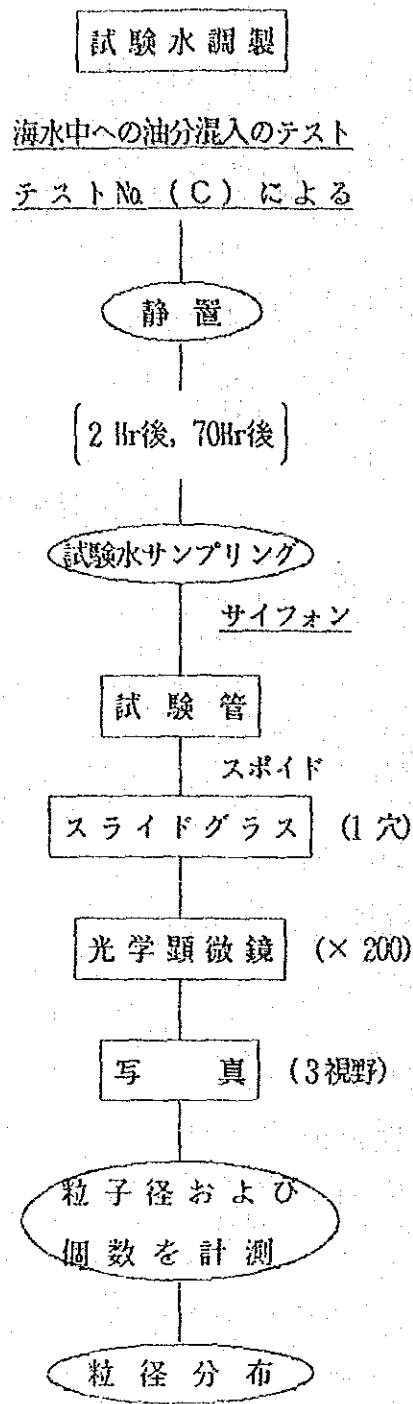 試験水調製
海水中への油分混入のテスト
テスト№ (C) による
静置
2 Hr後, 70Hr後
試験水サンプリング
サイフォン
試験管
スポイド
スライドグラス (1 穴)
光学顕微鏡 (× 200)
写 真 (3視野)
粒子径および
個数を計測
粒径分布